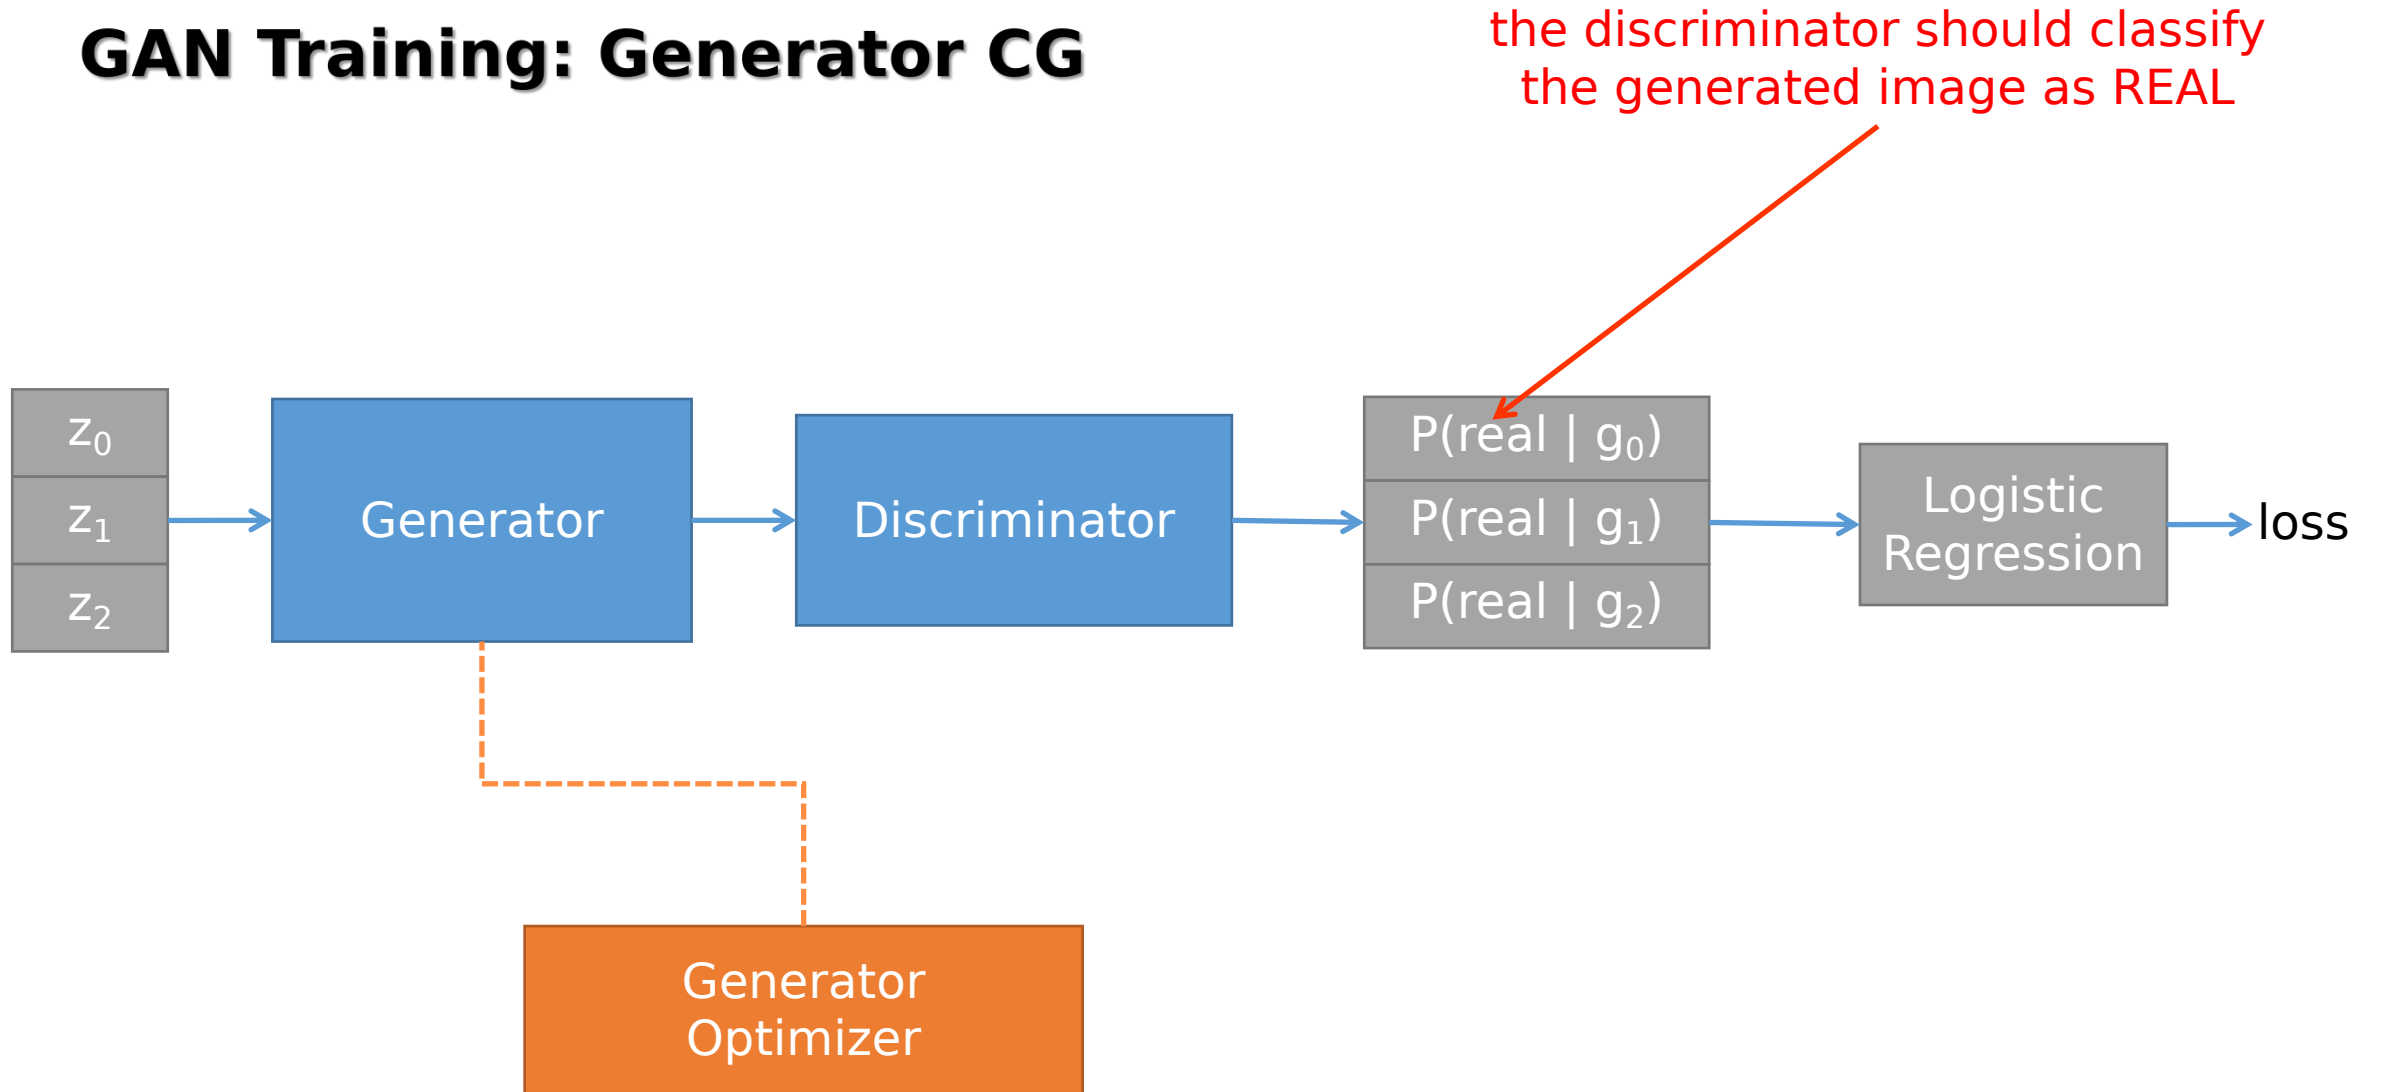 GAN Training: Generator CG
the discriminator should classify
the generated image as REAL
z₀
z₁
z₂
Generator
Discriminator
P(real | g₀)
P(real | g₁)
P(real | g₂)
Logistic
Regression
loss
Generator
Optimizer